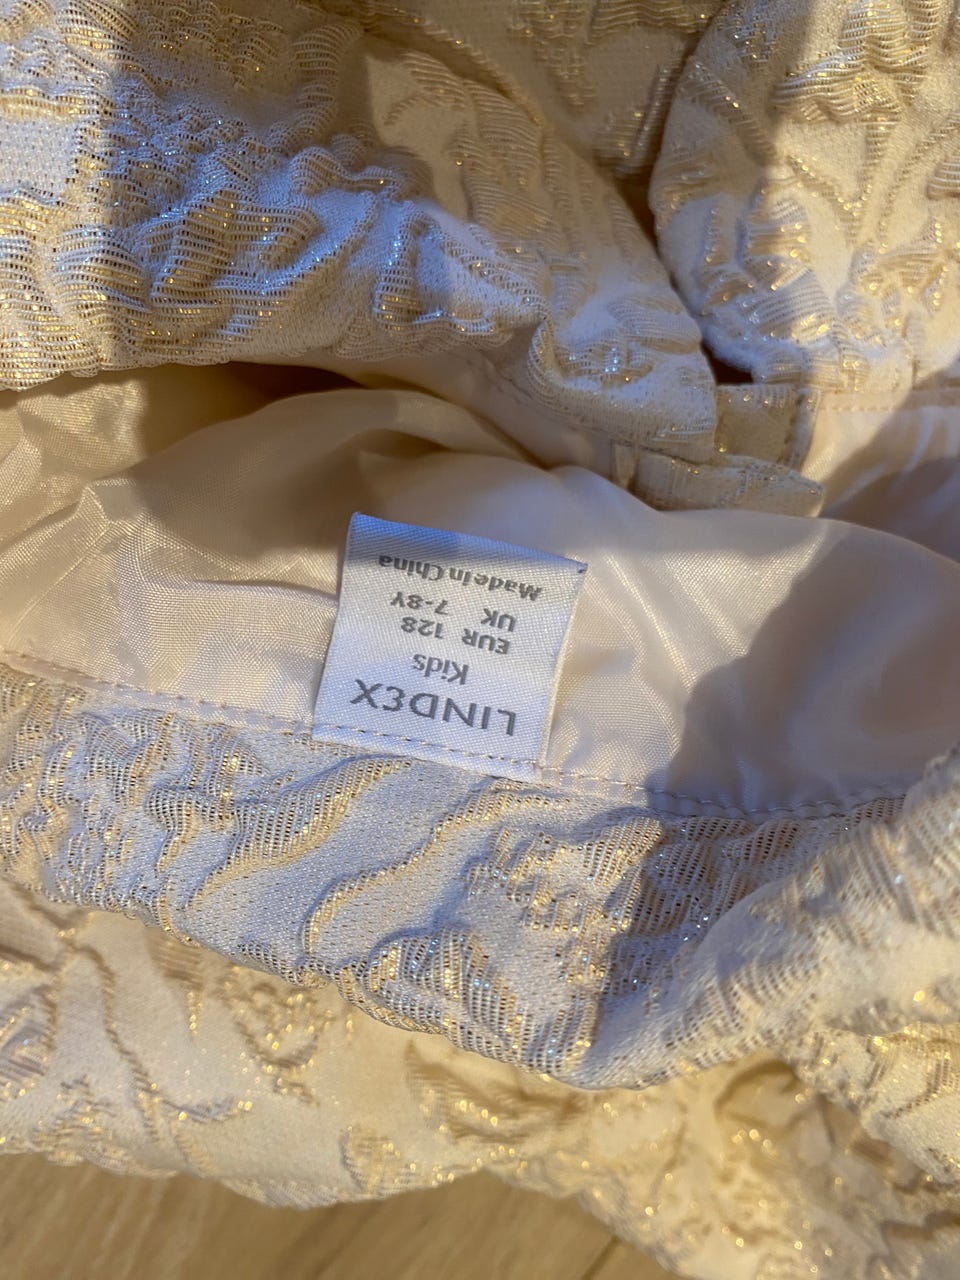 LINDEX
Kids
EUR 128
UK 7-8Y
Made in China